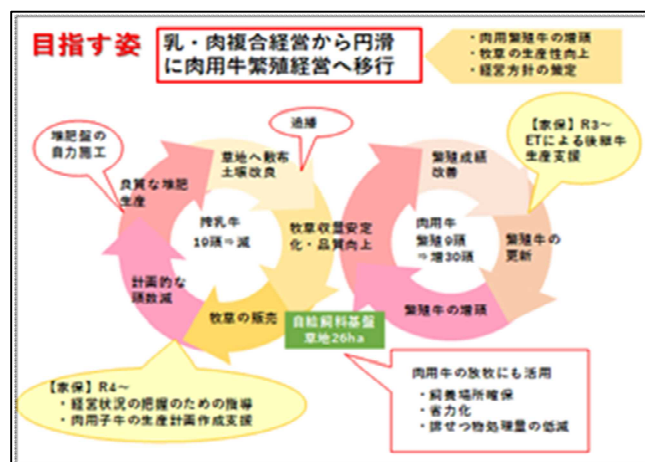 目指す姿
乳・肉複合経営から円滑
に肉用牛繁殖経営へ移行
・肉用繁殖牛の増頭
・牧草の生産性向上
・経営方針の策定
堆肥盤の
自力施工
追播
【家保】R3～
ETによる後継牛
生産支援
草地へ散布
土壌改良
良質な堆肥
生産
搾乳牛
19頭⇒減
牧草収量安定
化・品質向上
計画的な
頭数減
牧草の販売
繁殖成績
改善
肉用牛
繁殖9頭
⇒増30頭
繁殖牛の
更新
繁殖牛の増頭
自給飼料基盤
草地26ha
【家保】R4～
・経営状況の把握のための指導
・肉用子牛の生産計画作成支援
肉用牛の放牧にも活用
・飼養場所確保
・省力化
・排せつ物処理量の低減